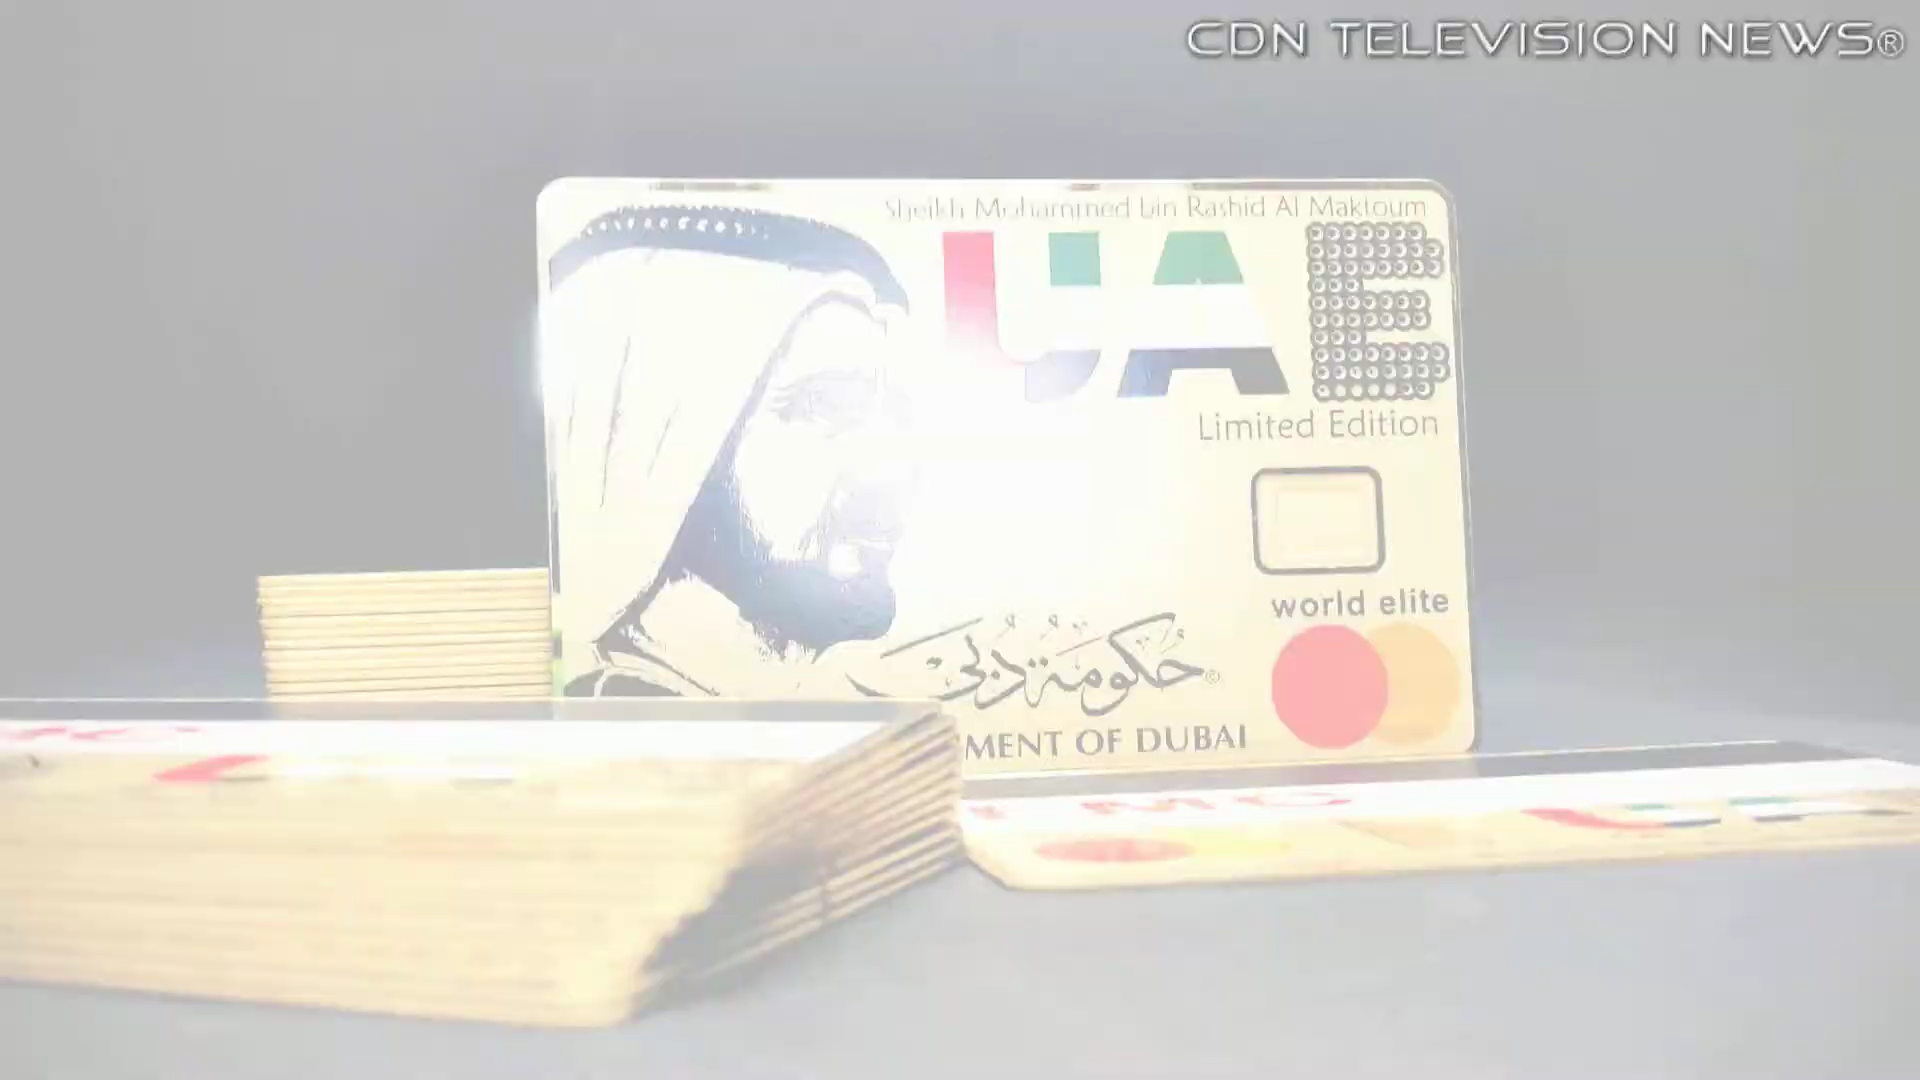 CDN TELEVISION NEWS®
Sheikh Mohammed bin Rashid Al Maktoum
UAE
Limited Edition
world elite
حكومة دبي©
MENT OF DUBAI
MC